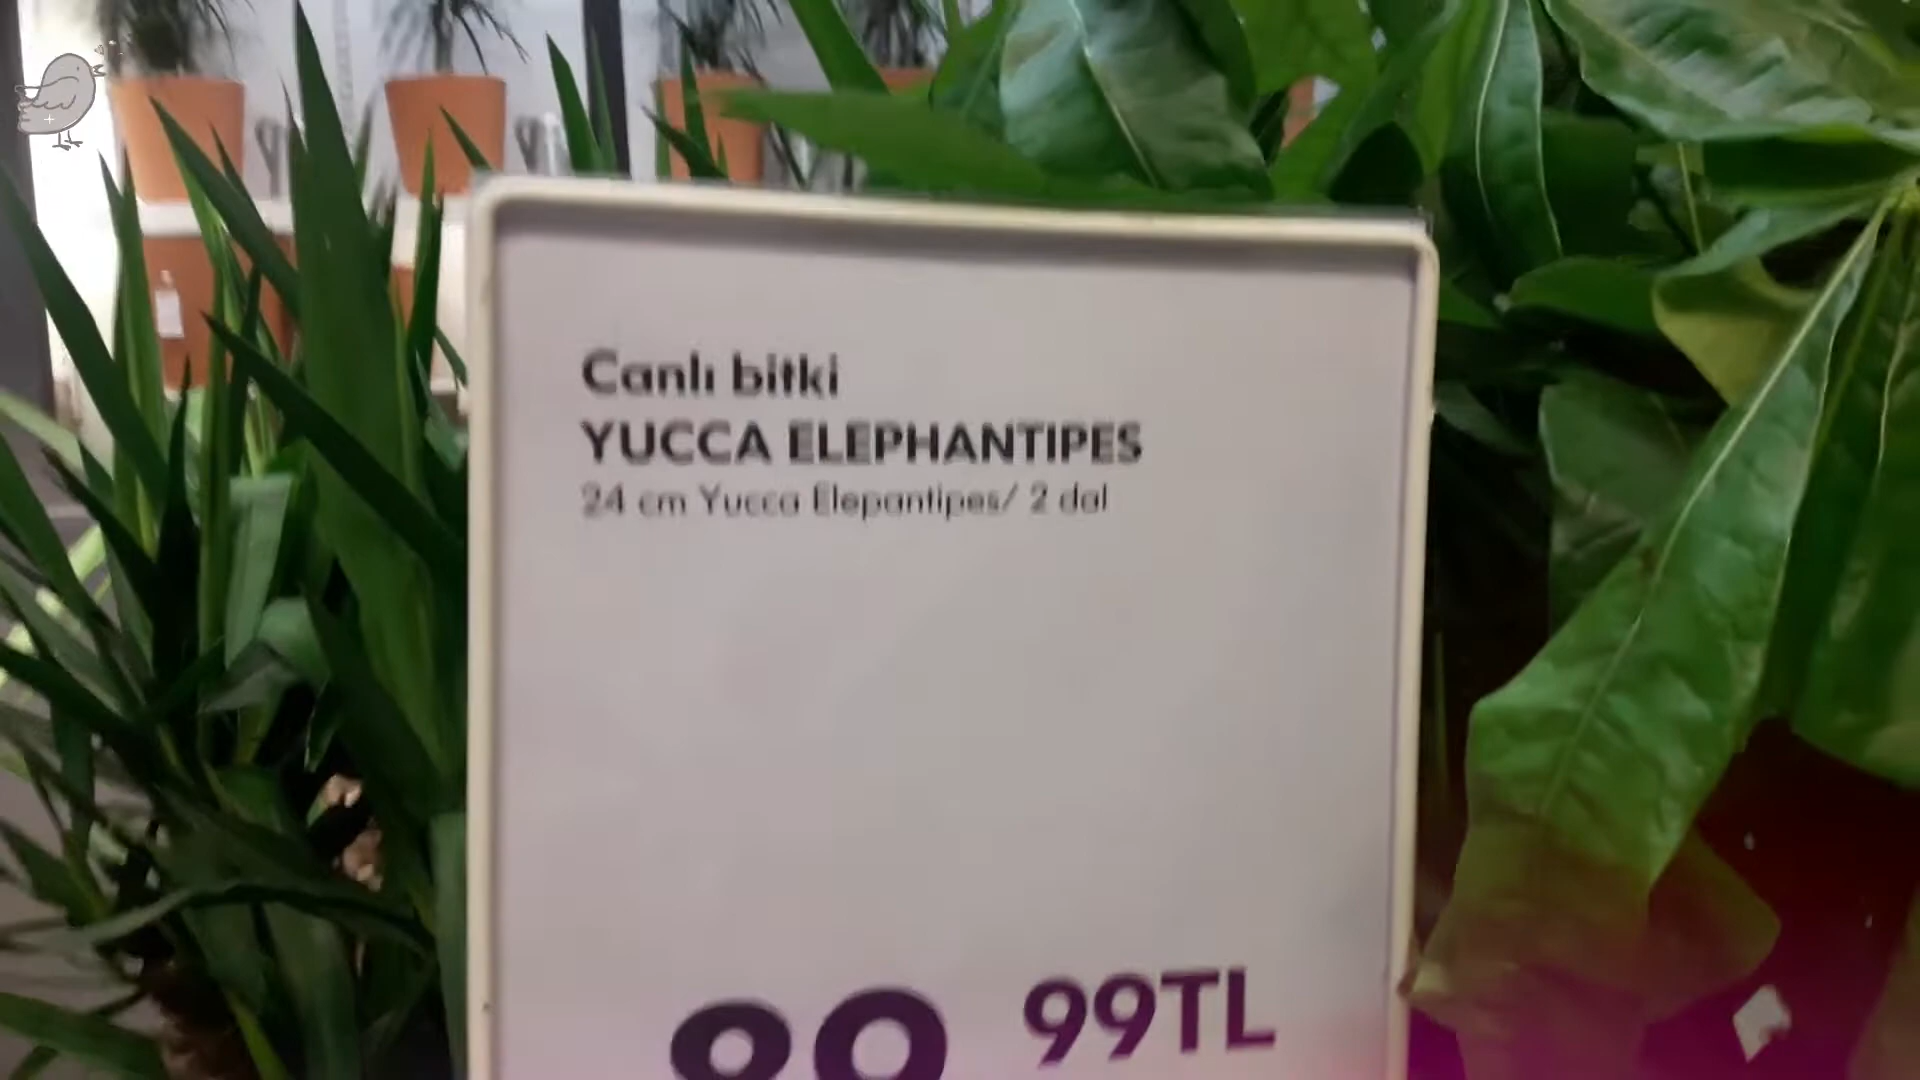 Canlı bitki
YUCCA ELEPHANTIPES
24 cm Yucca Elepantipes/ 2 dal
99TL